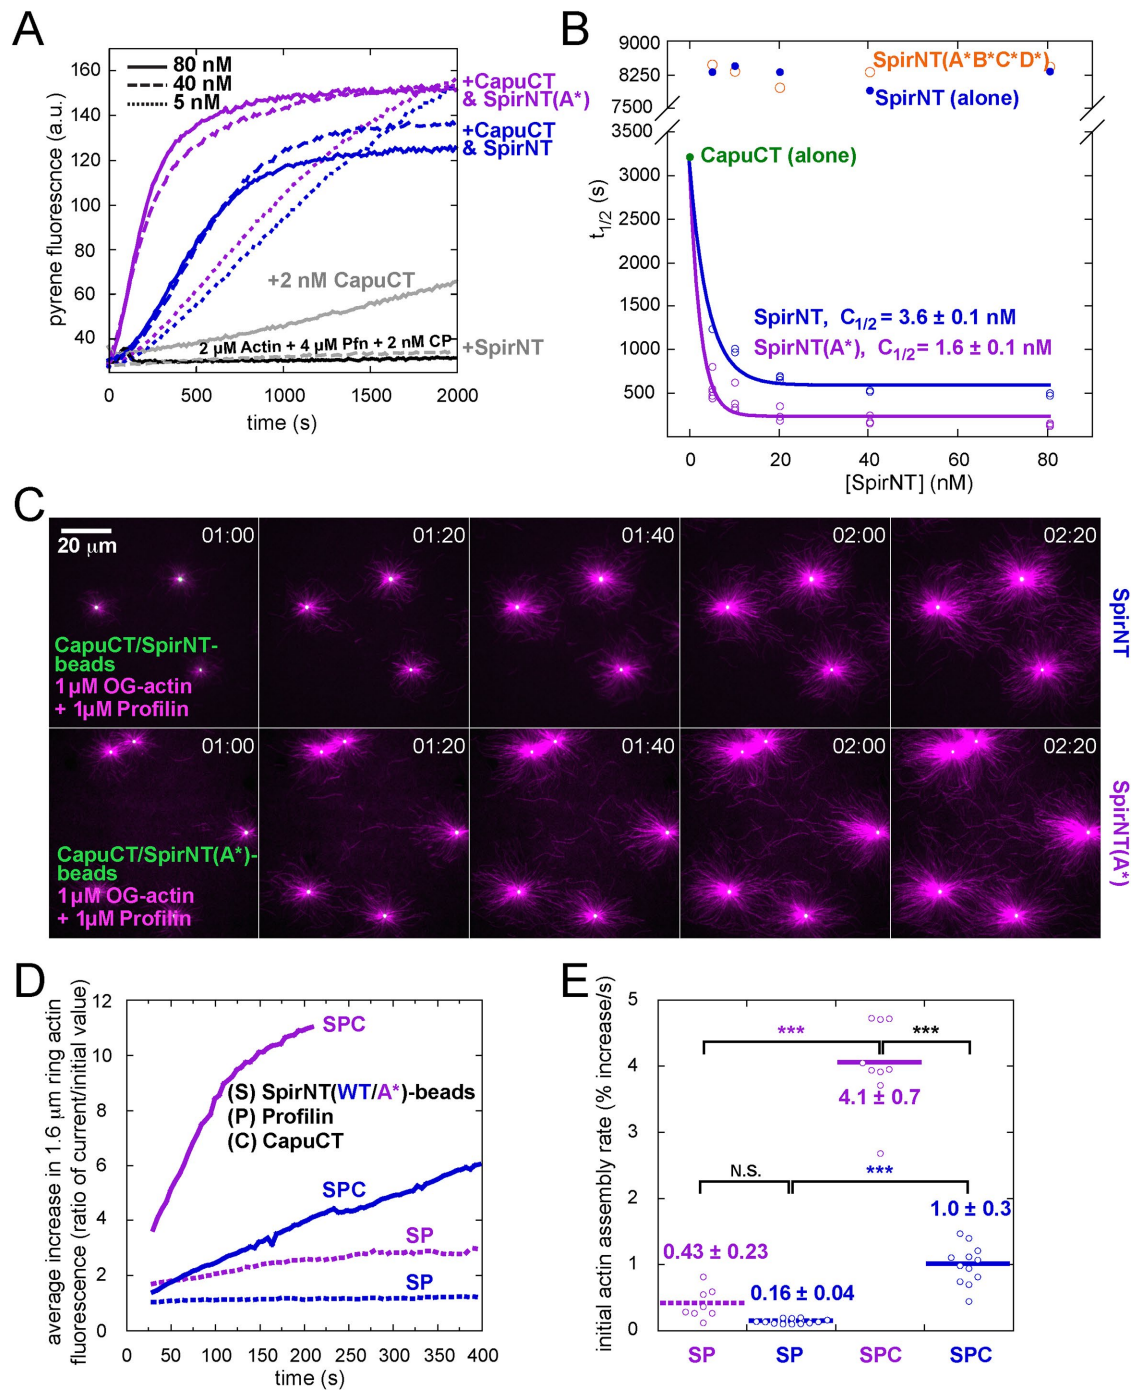 A
160
140
120
100
80
60
40
pyrene fluorescnce (a.u.)
80 nM
40 nM
5 nM
+CapuCT
& SpirNT(A*)
+CapuCT
& SpirNT
+2 nM CapuCT
2 µM Actin + 4 µM Pfn + 2 nM CP
+SpirNT
0
500
1000
1500
2000
time (s)
B
9000
8250
7500
3500
3000
2500
2000
1500
1000
500
t1/2 (s)
SpirNT(A*B*C*D*)
SpirNT (alone)
CapuCT (alone)
SpirNT, C1/2 = 3.6 ± 0.1 nM
SpirNT(A*), C1/2 = 1.6 ± 0.1 nM
0
20
40
60
80
[SpirNT] (nM)
C
20 µm
01:00
01:20
01:40
02:00
02:20
CapuCT/SpirNT-
beads
1µM OG-actin
+ 1µM Profilin
SpirNT
01:00
01:20
01:40
02:00
02:20
CapuCT/SpirNT(A*)-
beads
1µM OG-actin
+ 1µM Profilin
SpirNT(A*)
D
average increase in 1.6 µm ring actin
fluorescence (ratio of current/initial value)
12
10
8
6
4
2
0
SPC
(S) SpirNT(WT/A*)-beads
(P) Profilin
(C) CapuCT
SPC
SP
SP
0
50
100
150
200
250
300
350
400
time (s)
E
initial actin assembly rate (% increase/s)
5
4
3
2
1
0
***
***
4.1 ± 0.7
N.S.
***
1.0 ± 0.3
0.43 ± 0.23
0.16 ± 0.04
SP
SP
SPC
SPC